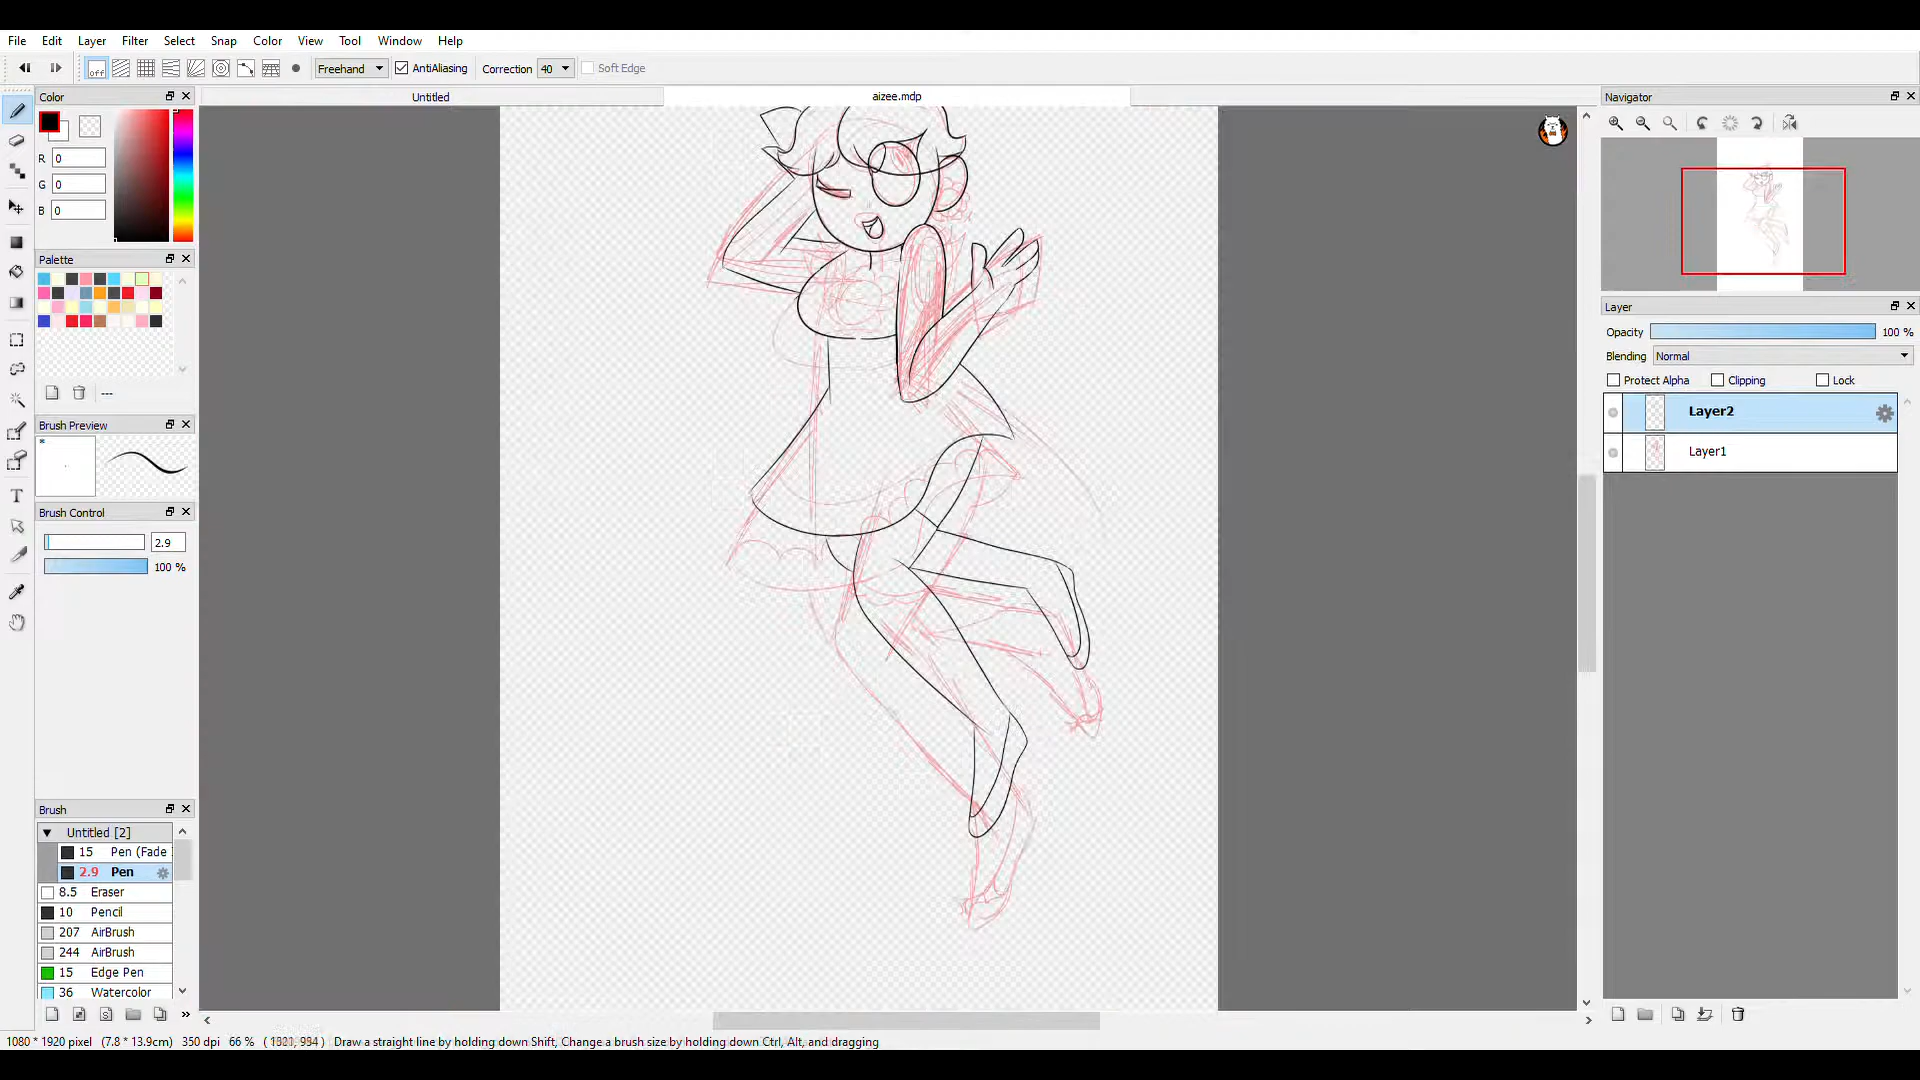 File Edit Layer Filter Select Snap Color View Tool Window Help
off Freehand AntiAliasing Correction 40 Soft Edge
Color
Untitled
aizee.mdp
Navigator
R 0
G 0
B 0
Palette
---
Brush Preview
Brush Control
2.9
100 %
Brush
Untitled [2]
15 Pen (Fade
2.9 Pen
8.5 Eraser
10 Pencil
207 AirBrush
244 AirBrush
15 Edge Pen
36 Watercolor
Layer
Opacity 100 %
Blending Normal
Protect Alpha Clipping Lock
Layer2
Layer1
1080 * 1920 pixel (7.8 * 13.9cm) 350 dpi 66 % Draw a straight line by holding down Shift, Change a brush size by holding down Ctrl, Alt, and dragging